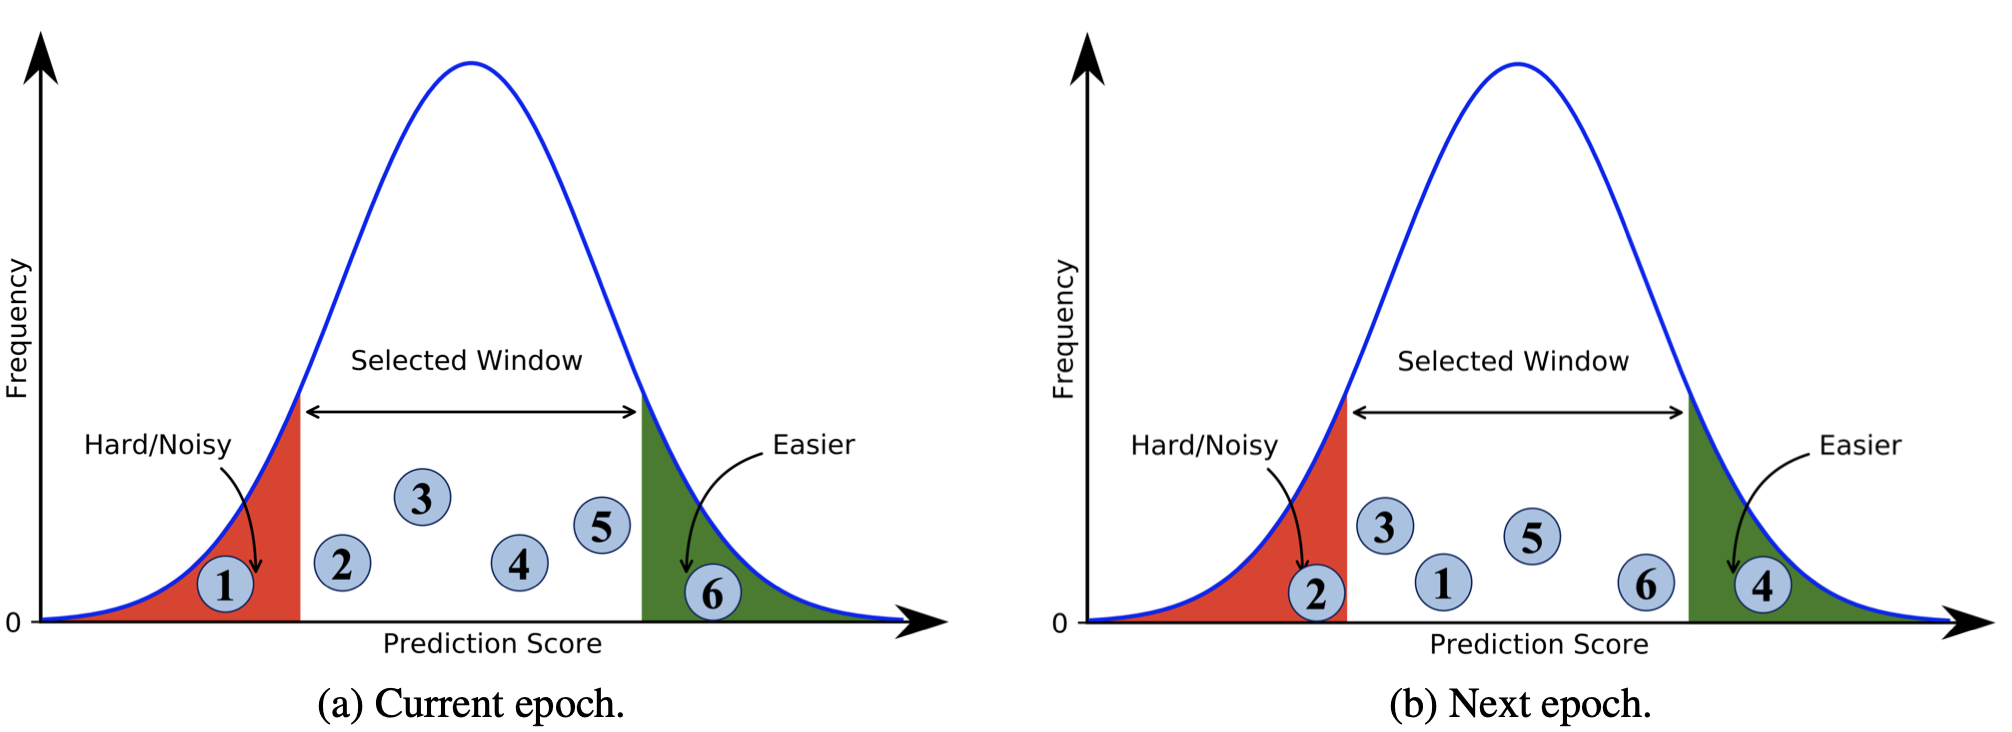 Frequency
Selected Window
Hard/Noisy
Easier
3
5
2
4
1
6
0
Prediction Score
(a) Current epoch.
Frequency
Selected Window
Hard/Noisy
Easier
3
5
1
6
2
4
0
Prediction Score
(b) Next epoch.